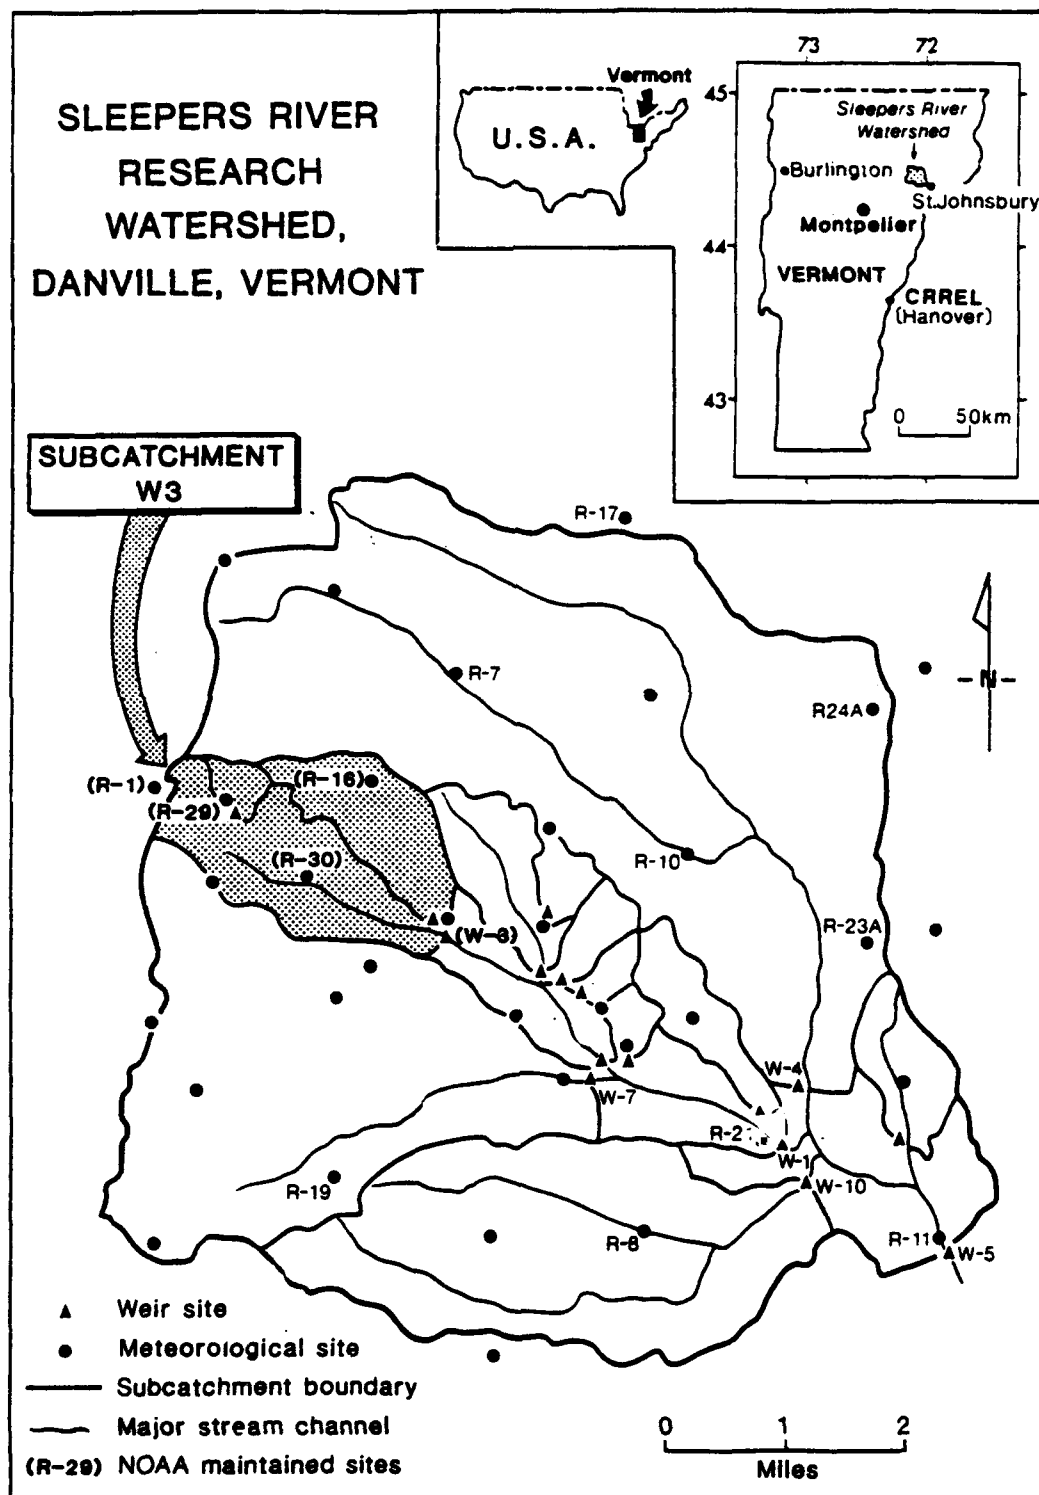 SLEEPERS RIVER
RESEARCH
WATERSHED,
DANVILLE, VERMONT
Vermont
U.S.A.
73
72
45
44
43
Sleepers River
Watershed
Burlington
St.Johnsbury
Montpelier
VERMONT
CRREL
(Hanover)
0
50km
SUBCATCHMENT
W3
R-17
R-7
-N-
R24A
(R-1)
(R-16)
(R-29)
R-10
(R-30)
(W-3)
R-23A
W-4
W-7
R-2
W-1
W-10
R-19
R-8
R-11
W-5
Weir site
Meteorological site
Subcatchment boundary
Major stream channel
(R-29) NOAA maintained sites
0 1 2
Miles